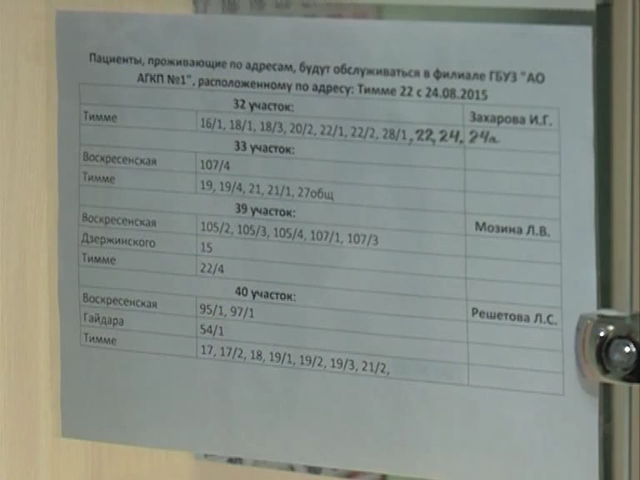 Пациенты, проживающие по адресам, будут обслуживаться в филиале ГБУЗ "АО
АГКП №1", расположенному по адресу: Тимме 22 с 24.08.2015
32 участок: Захарова И.Г.
Тимме 16/1, 18/1, 18/3, 20/2, 22/1, 22/2, 28/1, 22, 24, 24а
33 участок:
Воскресенская 107/4
Тимме 19, 19/4, 21, 21/1, 27общ
39 участок: Мозина Л.В.
Воскресенская 105/2, 105/3, 105/4, 107/1, 107/3
Дзержинского 15
Тимме 22/4
40 участок: Решетова Л.С.
Воскресенская 95/1, 97/1
Гайдара 54/1
Тимме 17, 17/2, 18, 19/1, 19/2, 19/3, 21/2,